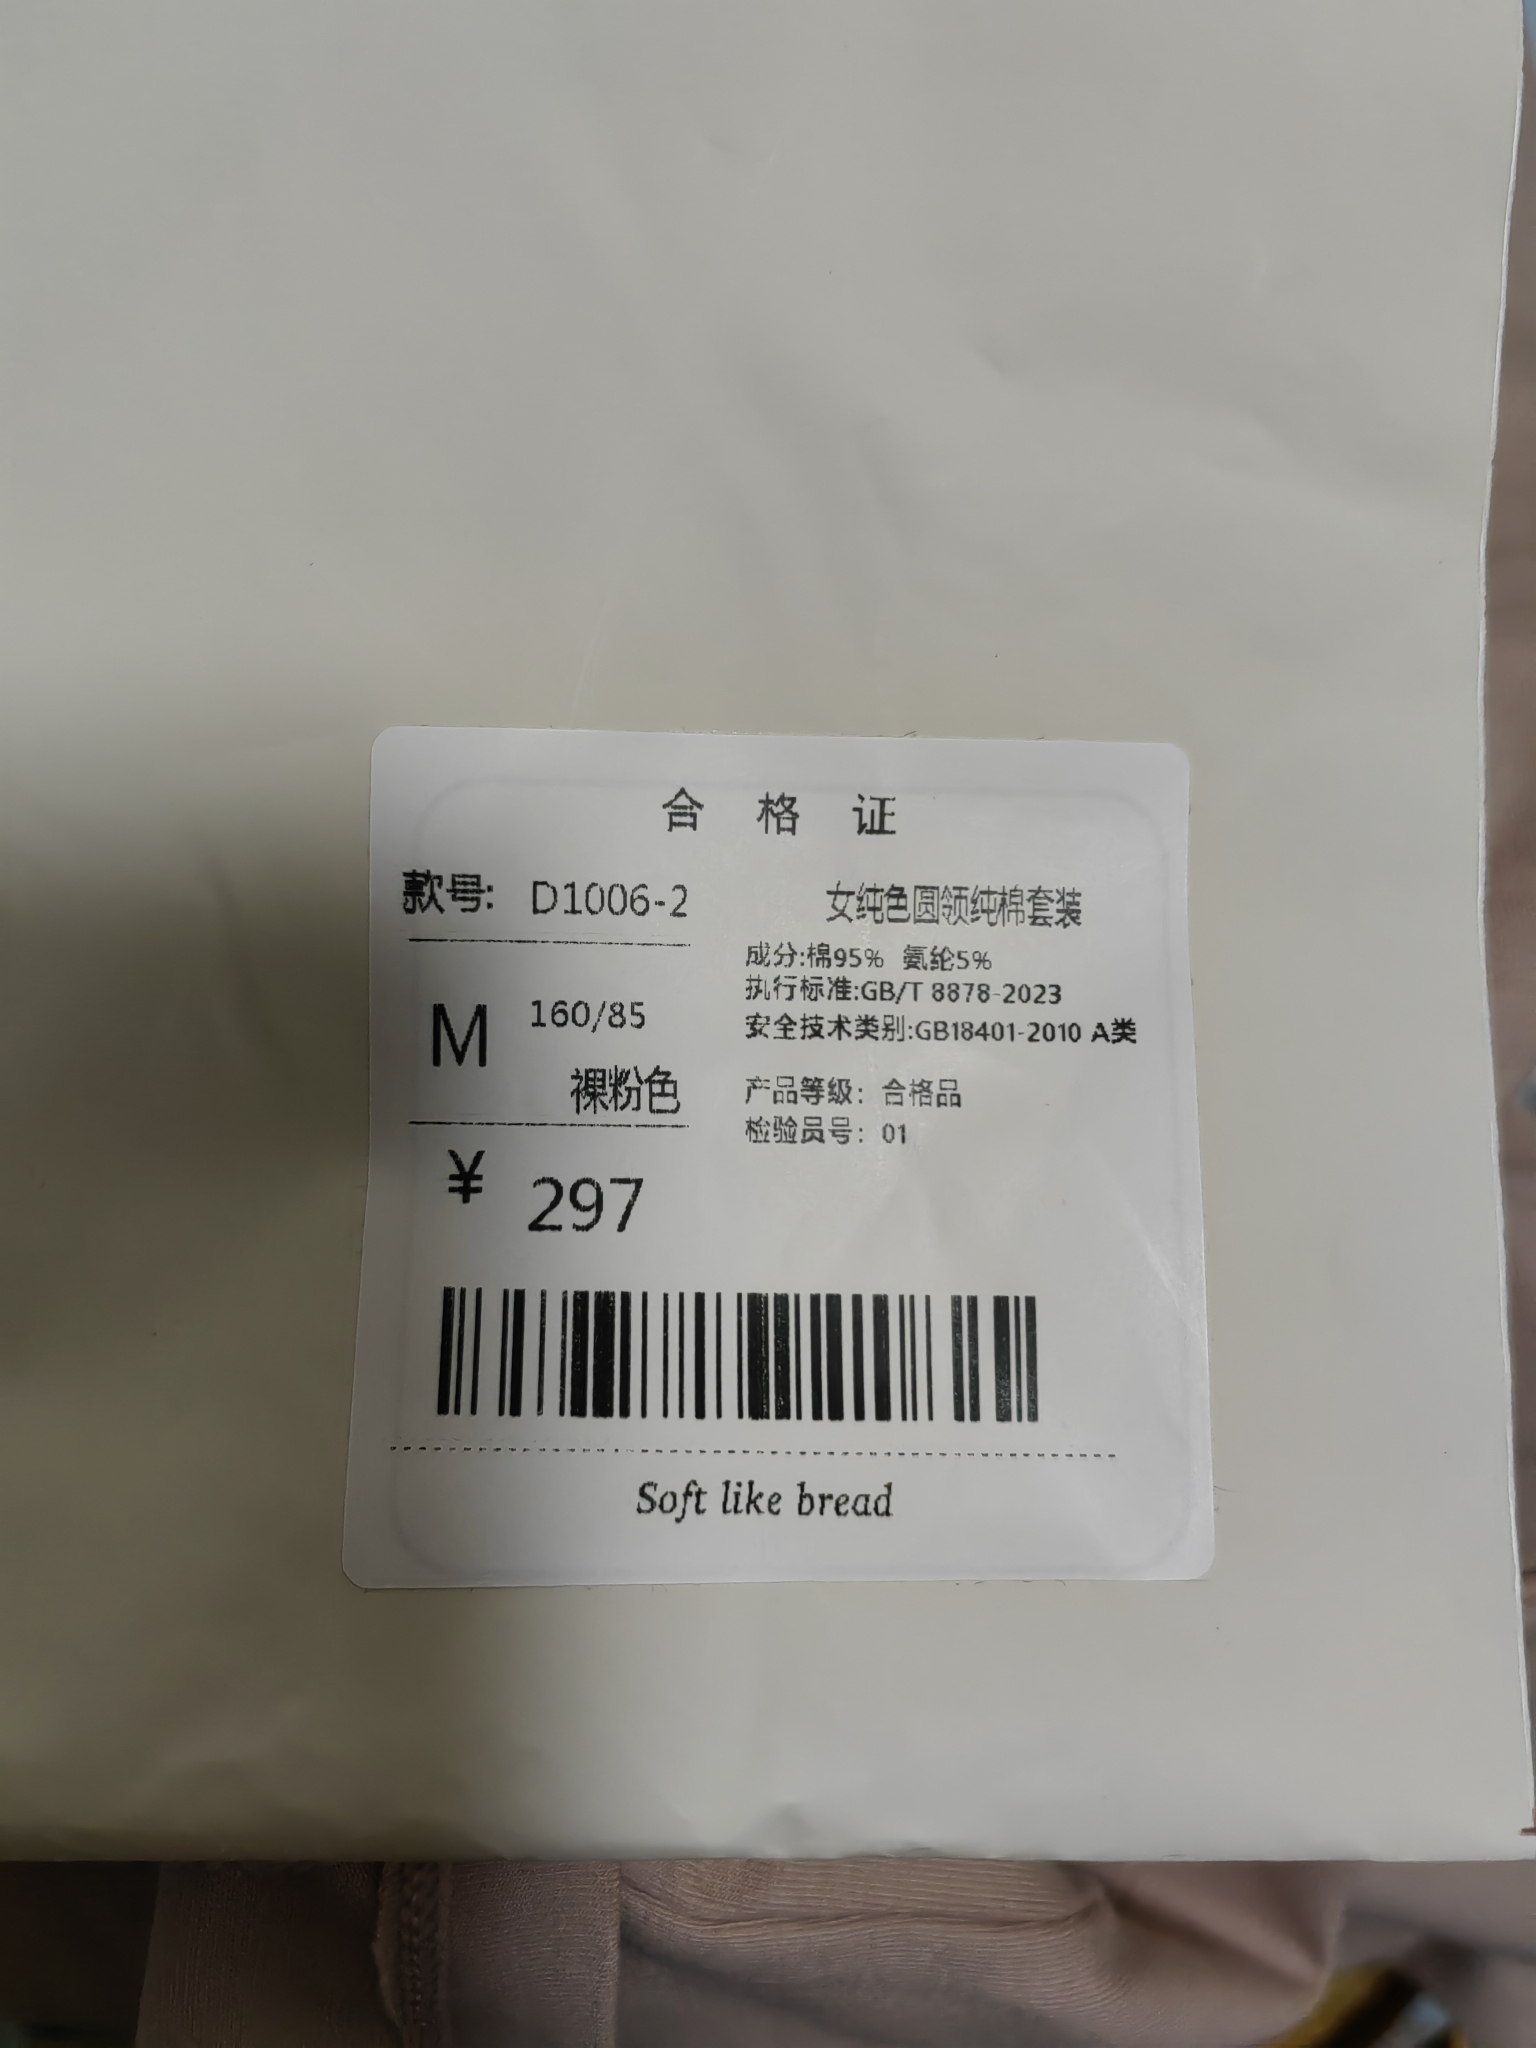 合 格 证
款号: D1006-2
女纯色圆领纯棉套装
成分:棉95% 氨纶5%
执行标准:GB/T 8878-2023
安全技术类别:GB18401-2010 A类
M 160/85
裸粉色
产品等级: 合格品
检验员号: 01
¥ 297
Soft like bread